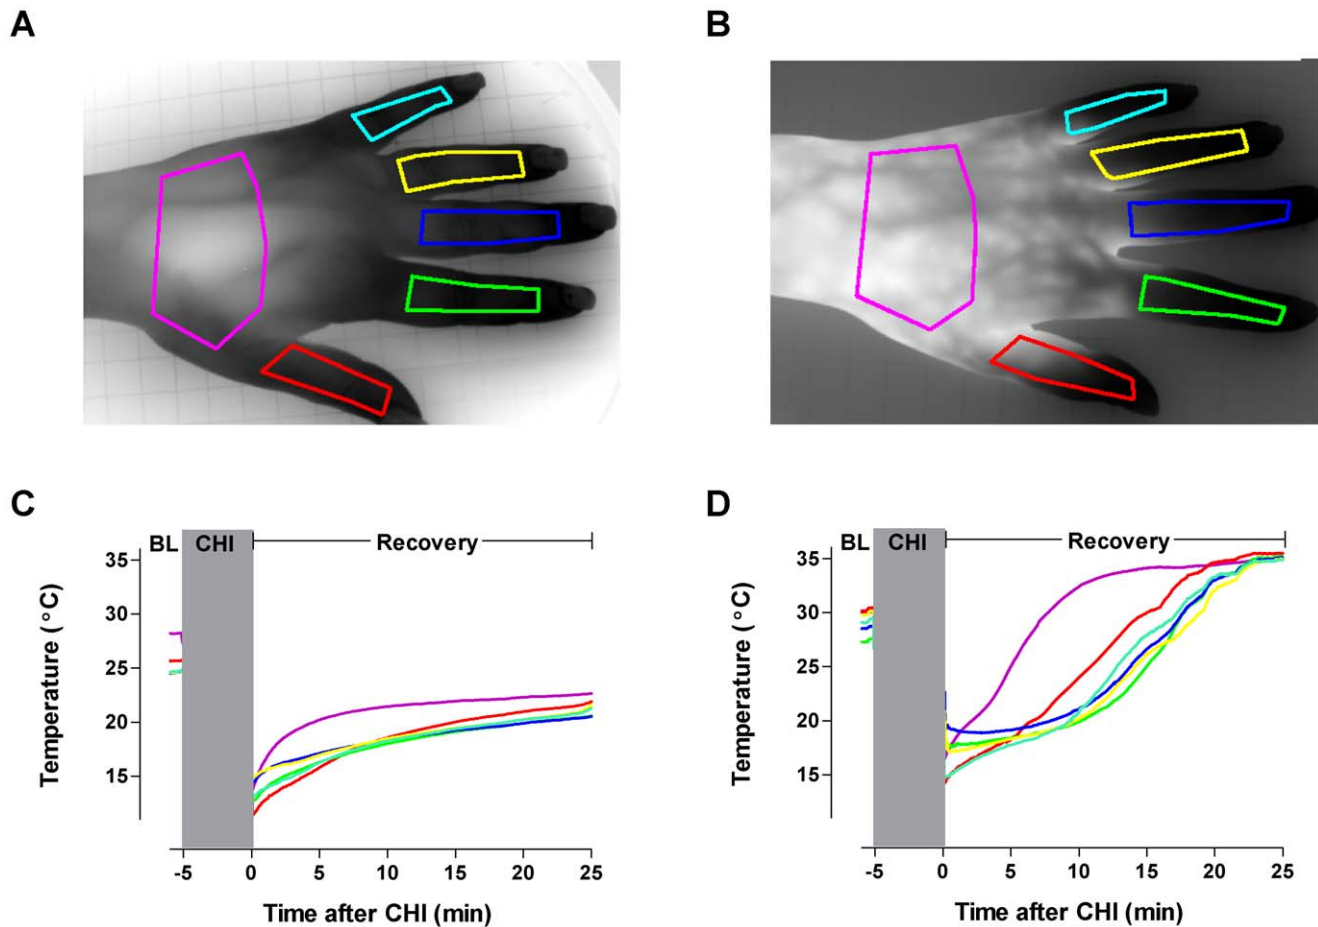 A
B
C
BL CHI Recovery
35
30
25
20
15
Temperature (°C)
-5 0 5 10 15 20 25
Time after CHI (min)
D
BL CHI Recovery
35
30
25
20
15
Temperature (°C)
-5 0 5 10 15 20 25
Time after CHI (min)